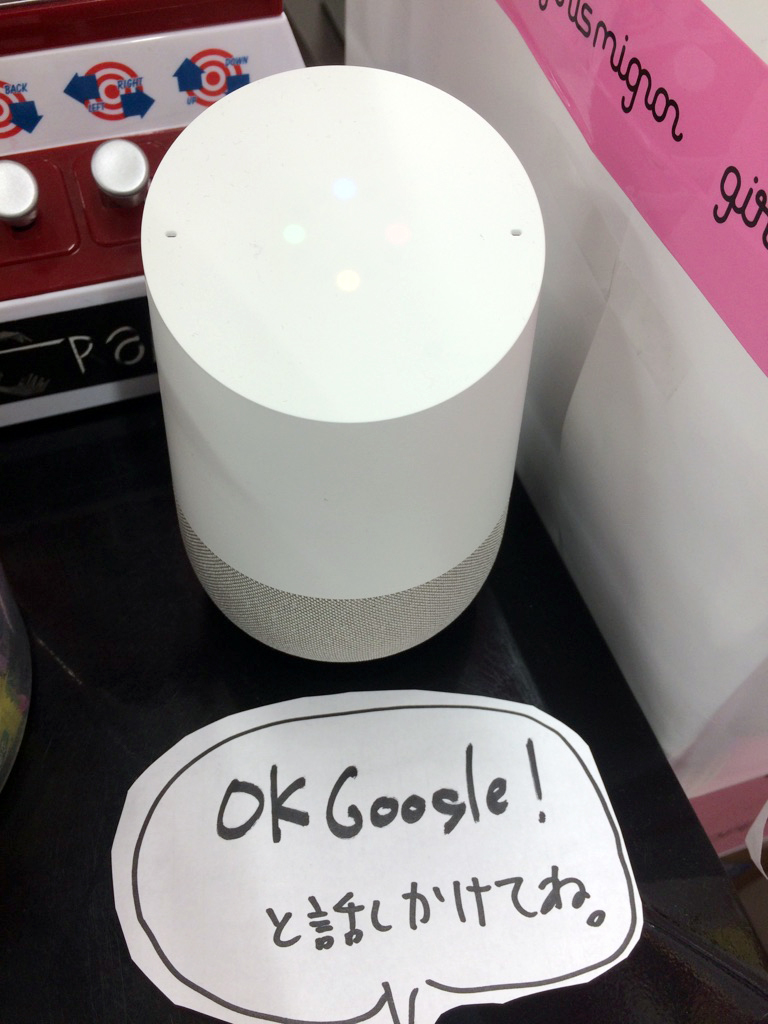 BACK
RIGHT
LEFT
DOWN
UP
mignon
OK Google!
と話しかけてね。